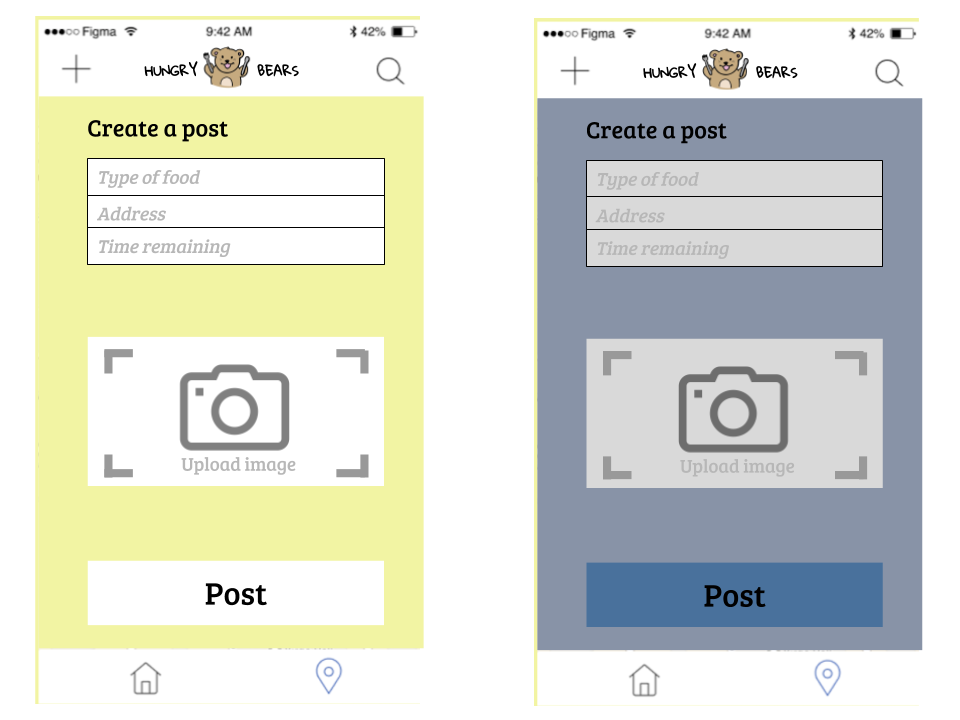 ●●●○○ Figma 9:42 AM 42%
HUNGRY BEARS
Create a post
Type of food
Address
Time remaining
Upload image
Post
●●●○○ Figma 9:42 AM 42%
HUNGRY BEARS
Create a post
Type of food
Address
Time remaining
Upload image
Post